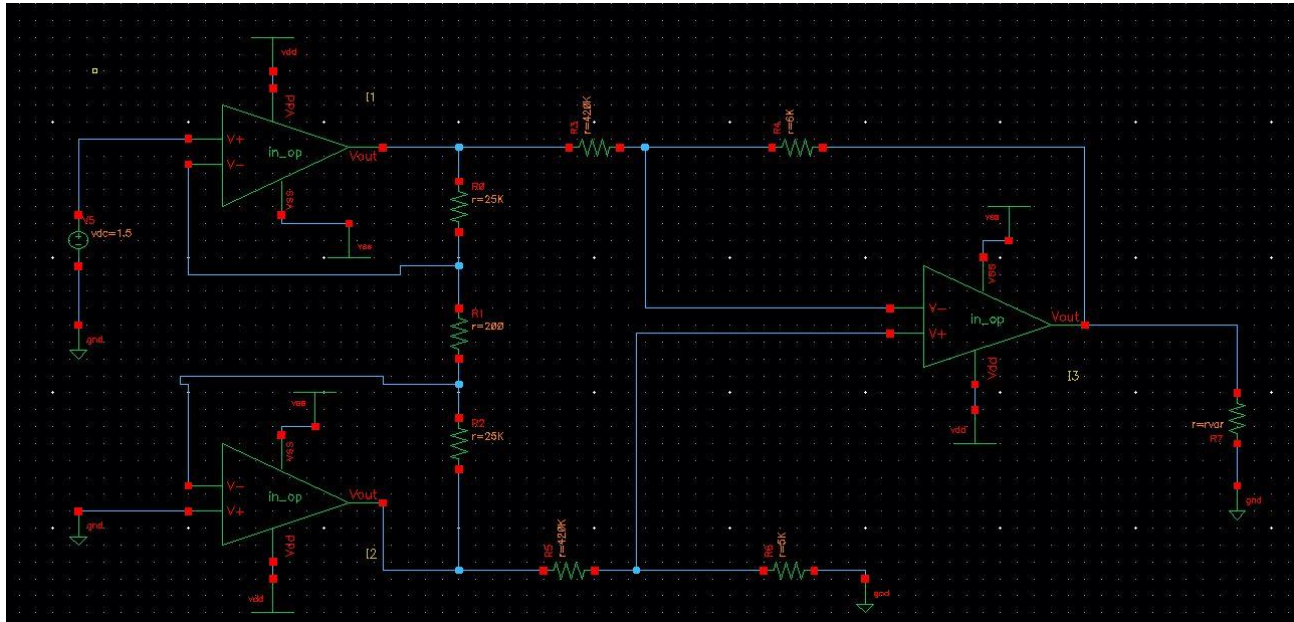 vdd
Vdd
I1
V+
in_op
V-
Vout
VSS
vss
V5
vdc=1.5
gnd
R0
r=25K
R1
r=200
R2
r=25K
R3
r=420K
R4
r=6K
vss
VSS
V-
in_op
V+
Vout
Vdd
vdd
I3
r=rvar
R7
gnd
vss
VSS
V-
in_op
V+
Vout
gnd
Vdd
vdd
I2
R5
r=420K
R6
gnd